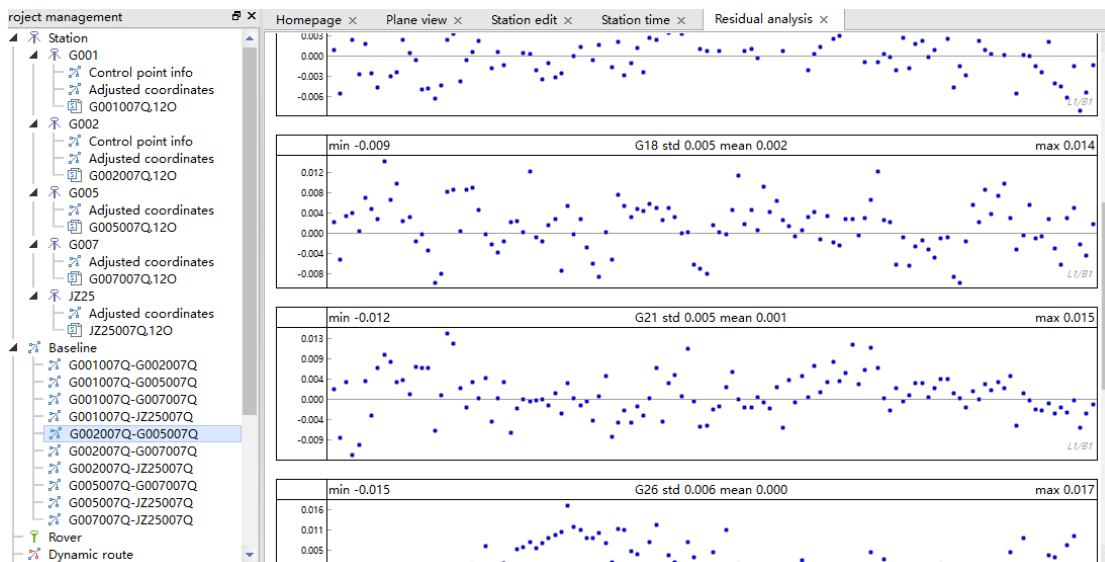 roject management
Station
G001
Control point info
Adjusted coordinates
G001007Q,12O
G002
Control point info
Adjusted coordinates
G002007Q,12O
G005
Adjusted coordinates
G005007Q,12O
G007
Adjusted coordinates
G007007Q,12O
JZ25
Adjusted coordinates
JZ25007Q,12O
Baseline
G001007Q-G002007Q
G001007Q-G005007Q
G001007Q-G007007Q
G001007Q-JZ25007Q
G002007Q-G005007Q
G002007Q-G007007Q
G002007Q-JZ25007Q
G005007Q-G007007Q
G005007Q-JZ25007Q
G007007Q-JZ25007Q
Rover
Dynamic route
Homepage Plane view Station edit Station time Residual analysis
0.003
0.000
-0.003
-0.006
L1/B1
min -0.009 G18 std 0.005 mean 0.002 max 0.014
0.012
0.004
0.000
-0.004
-0.008
L1/B1
min -0.012 G21 std 0.005 mean 0.001 max 0.015
0.013
0.009
0.004
0.000
-0.004
-0.009
L1/B1
min -0.015 G26 std 0.006 mean 0.000 max 0.017
0.016
0.011
0.005